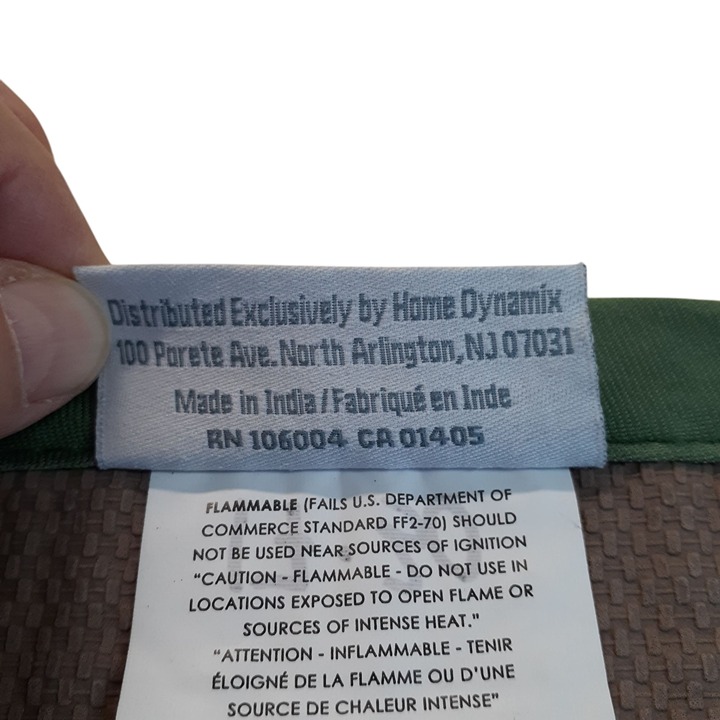 Distributed Exclusively by Home Dynamix
100 Porete Ave. North Arlington, NJ 07031
Made in India / Fabriqué en Inde
RN 106004 CA 01405
FLAMMABLE (FAILS U.S. DEPARTMENT OF
COMMERCE STANDARD FF2-70) SHOULD
NOT BE USED NEAR SOURCES OF IGNITION
"CAUTION - FLAMMABLE - DO NOT USE IN
LOCATIONS EXPOSED TO OPEN FLAME OR
SOURCES OF INTENSE HEAT."
"ATTENTION - INFLAMMABLE - TENIR
ÉLOIGNÉ DE LA FLAMME OU D'UNE
SOURCE DE CHALEUR INTENSE"